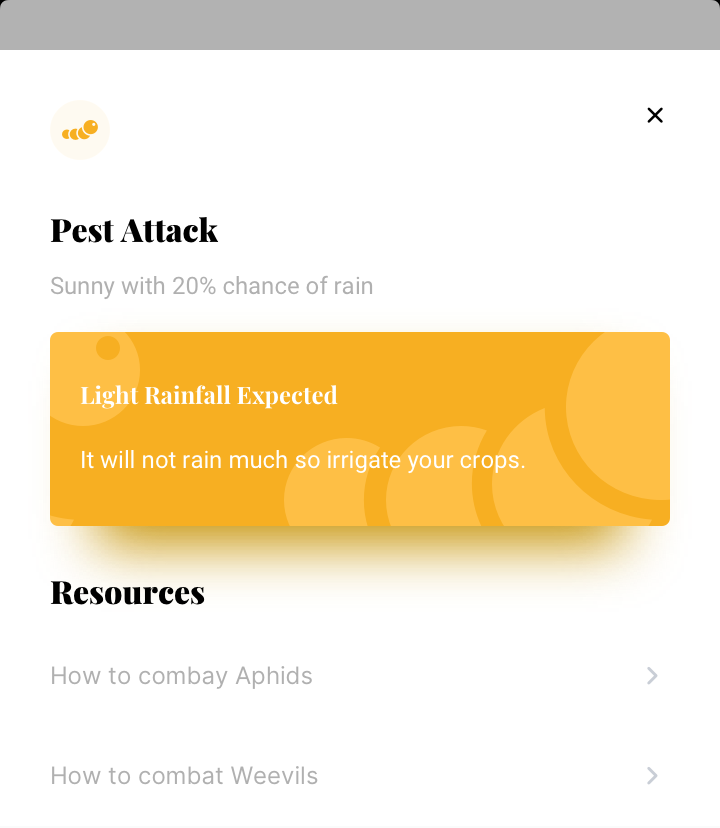 Pest Attack
Sunny with 20% chance of rain
Light Rainfall Expected
It will not rain much so irrigate your crops.
Resources
How to combay Aphids
How to combat Weevils